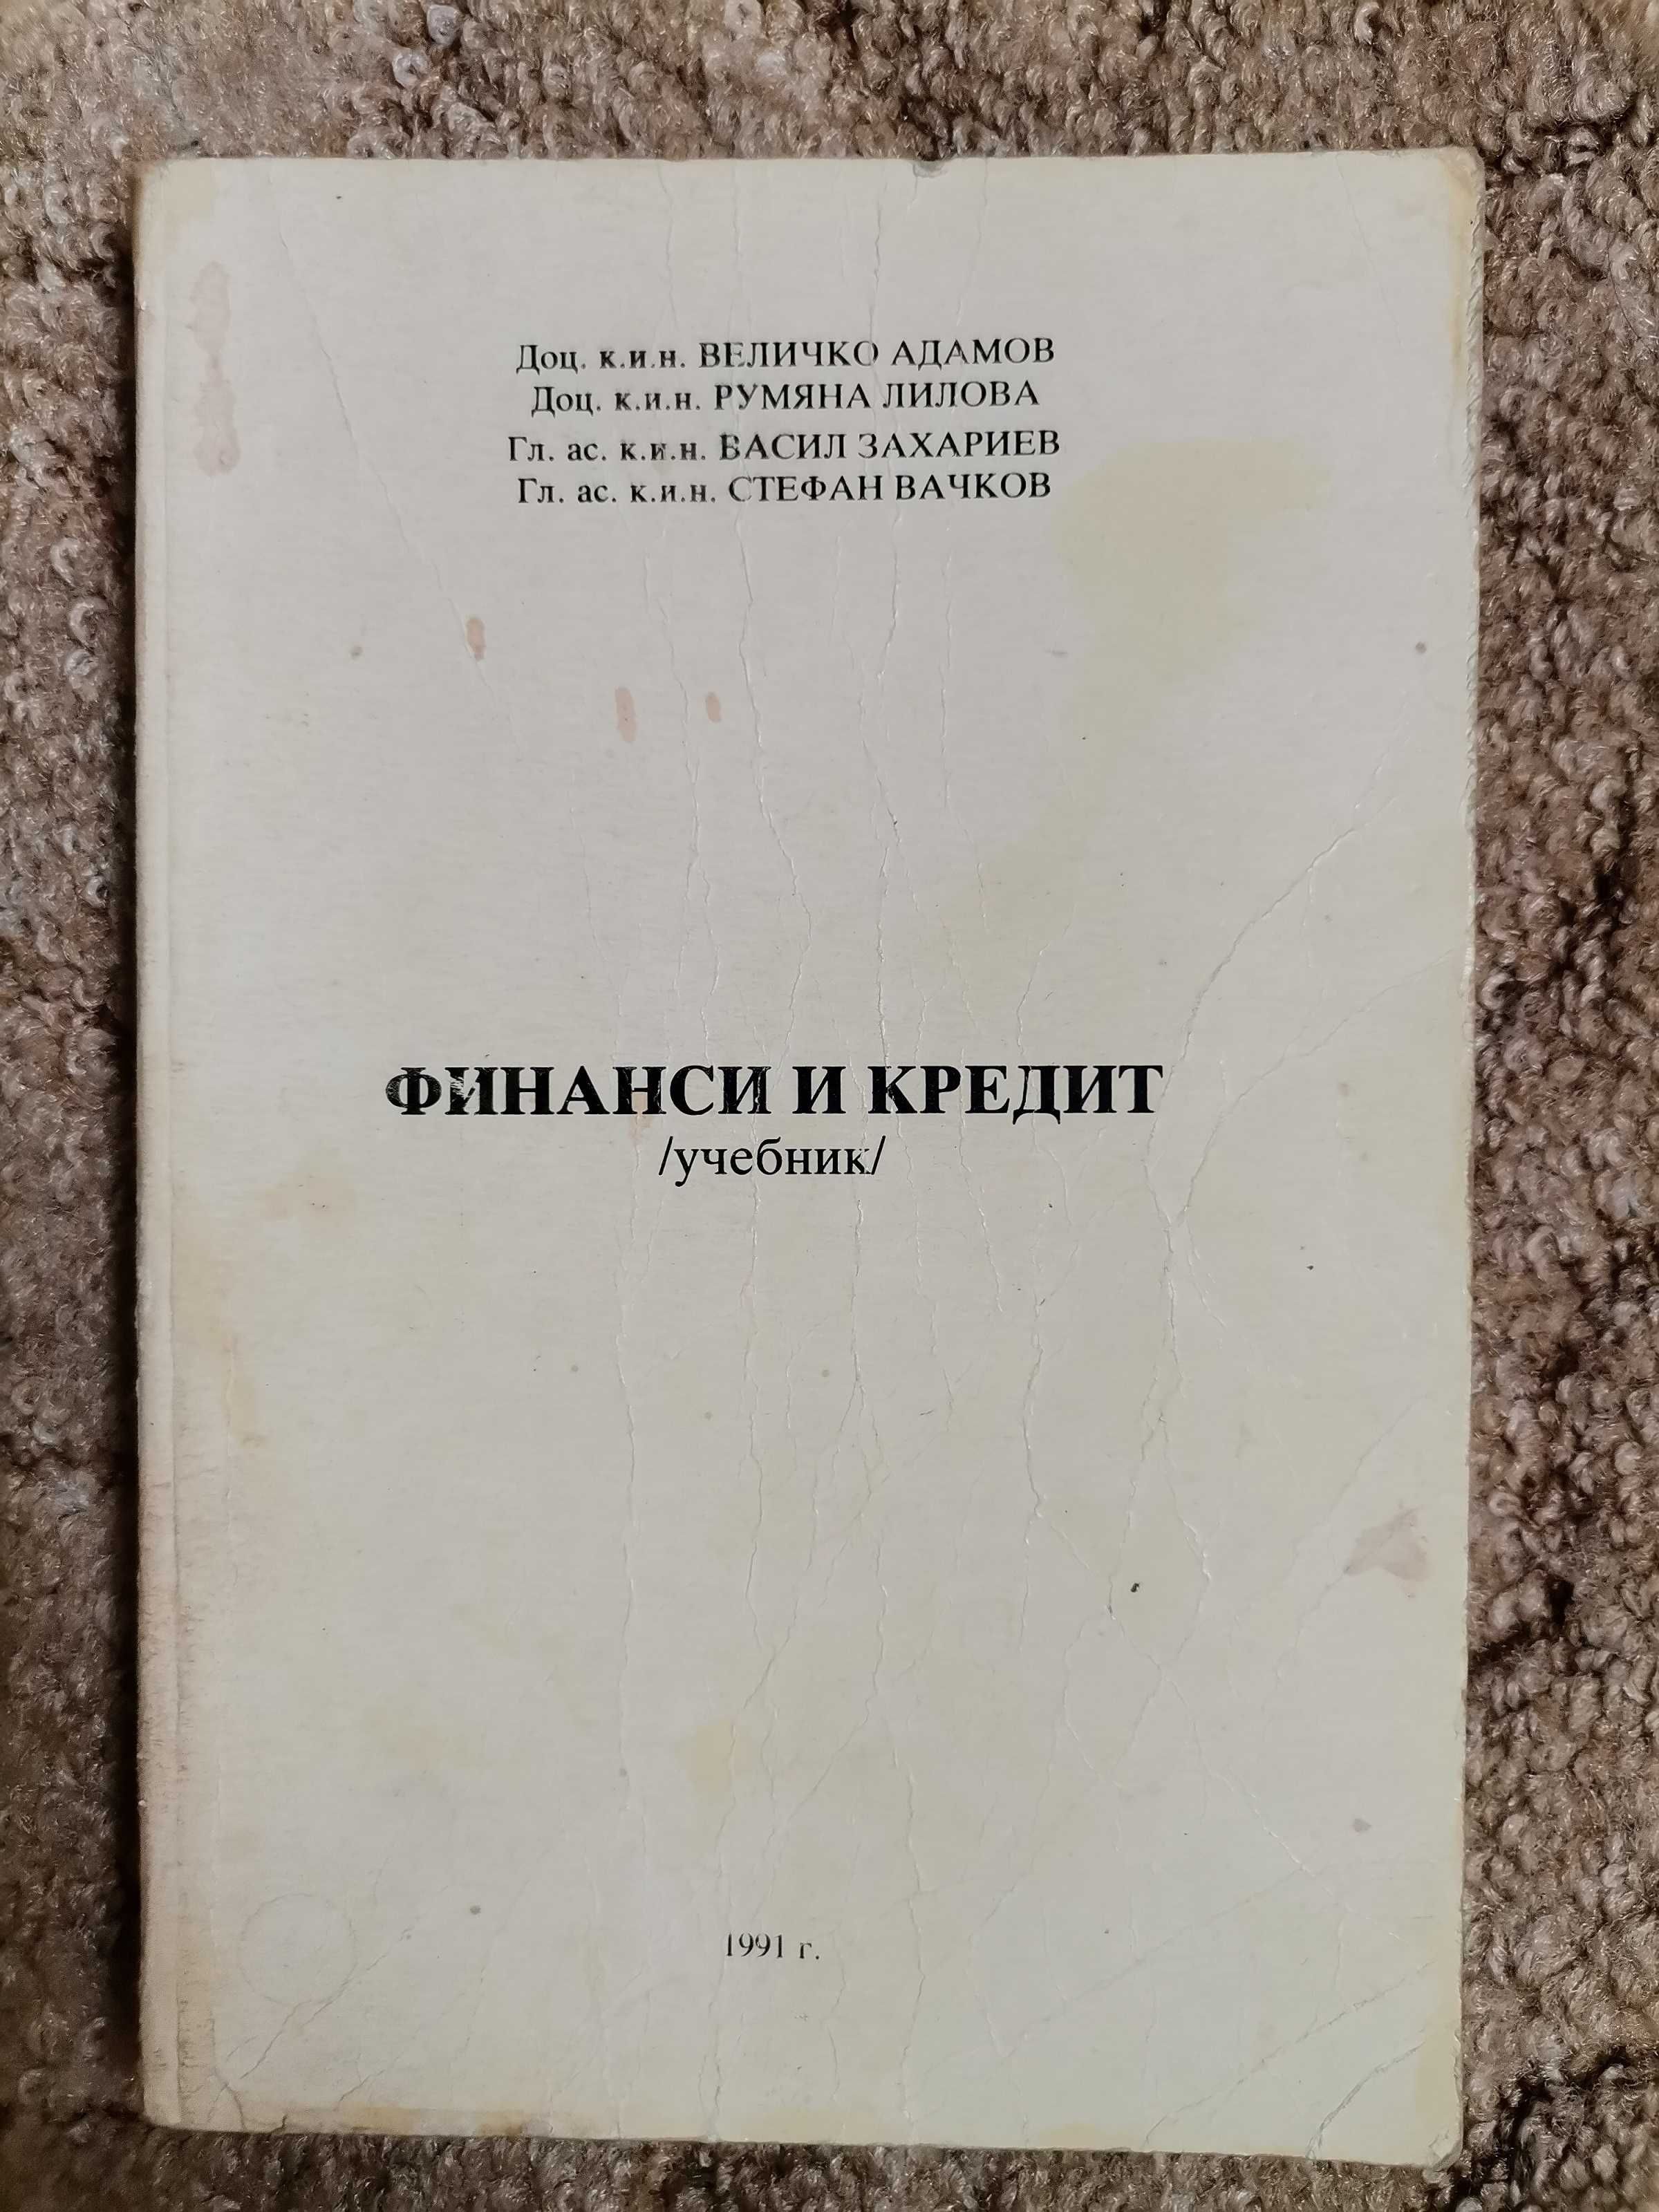 Доц. к.и.н. ВЕЛИЧКО АДАМОВ
Доц. к.и.н. РУМЯНА ЛИЛОВА
Гл. ас. к.и.н. ВАСИЛ ЗАХАРИЕВ
Гл. ас. к.и.н. СТЕФАН ВАЧКОВ
ФИНАНСИ И КРЕДИТ
/учебник/
1991 г.